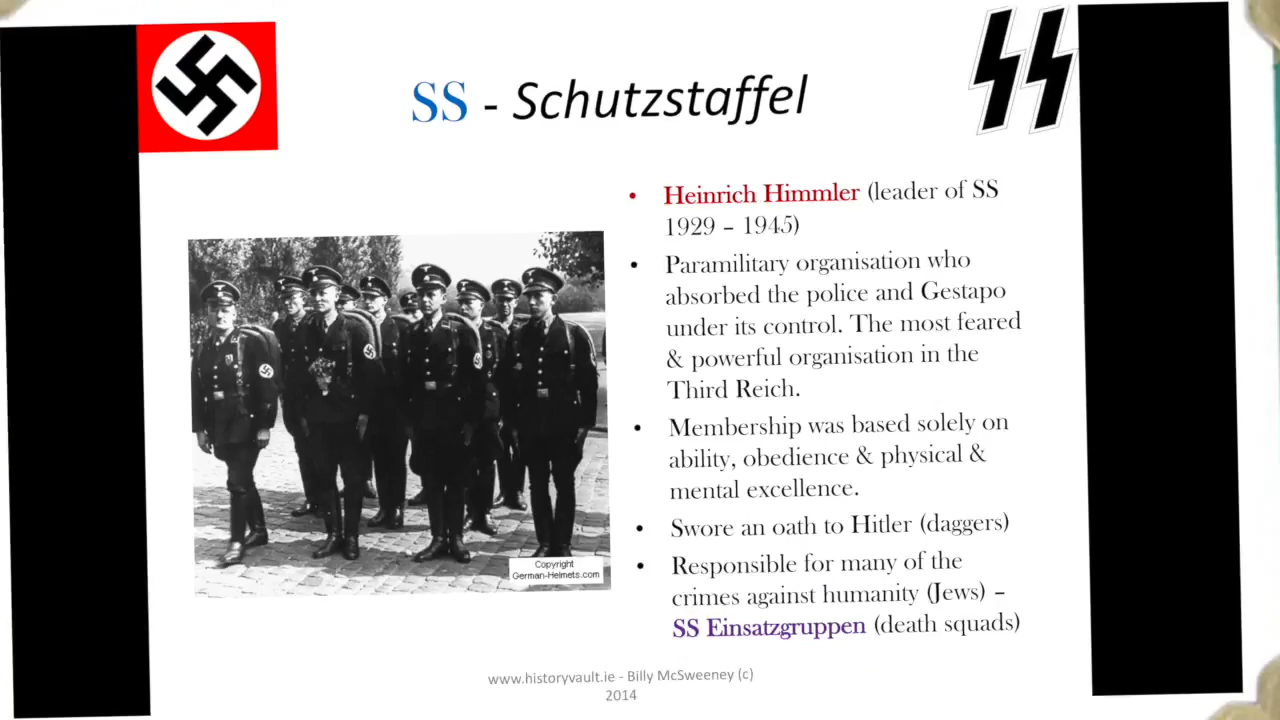 SS - Schutzstaffel
• Heinrich Himmler (leader of SS
1929 – 1945)
• Paramilitary organisation who
absorbed the police and Gestapo
under its control. The most feared
& powerful organisation in the
Third Reich.
• Membership was based solely on
ability, obedience & physical &
mental excellence.
• Swore an oath to Hitler (daggers)
• Responsible for many of the
crimes against humanity (Jews) –
SS Einsatzgruppen (death squads)
Copyright
German-Helmets.com
www.historyvault.ie - Billy McSweeney (c)
2014